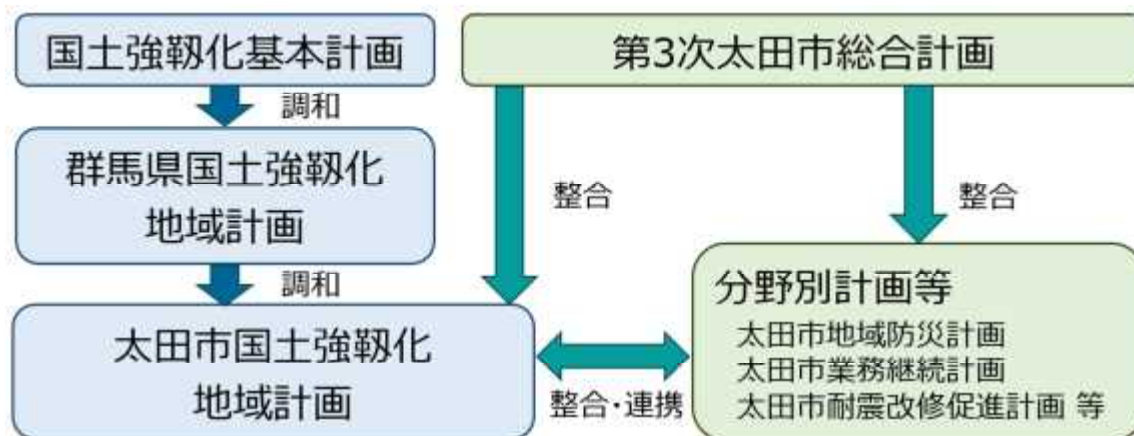 国土強靱化基本計画
第3次太田市総合計画
調和
群馬県国土強靱化
地域計画
整合
整合
調和
分野別計画等
太田市地域防災計画
太田市業務継続計画
太田市耐震改修促進計画 等
太田市国土強靱化
地域計画
整合・連携